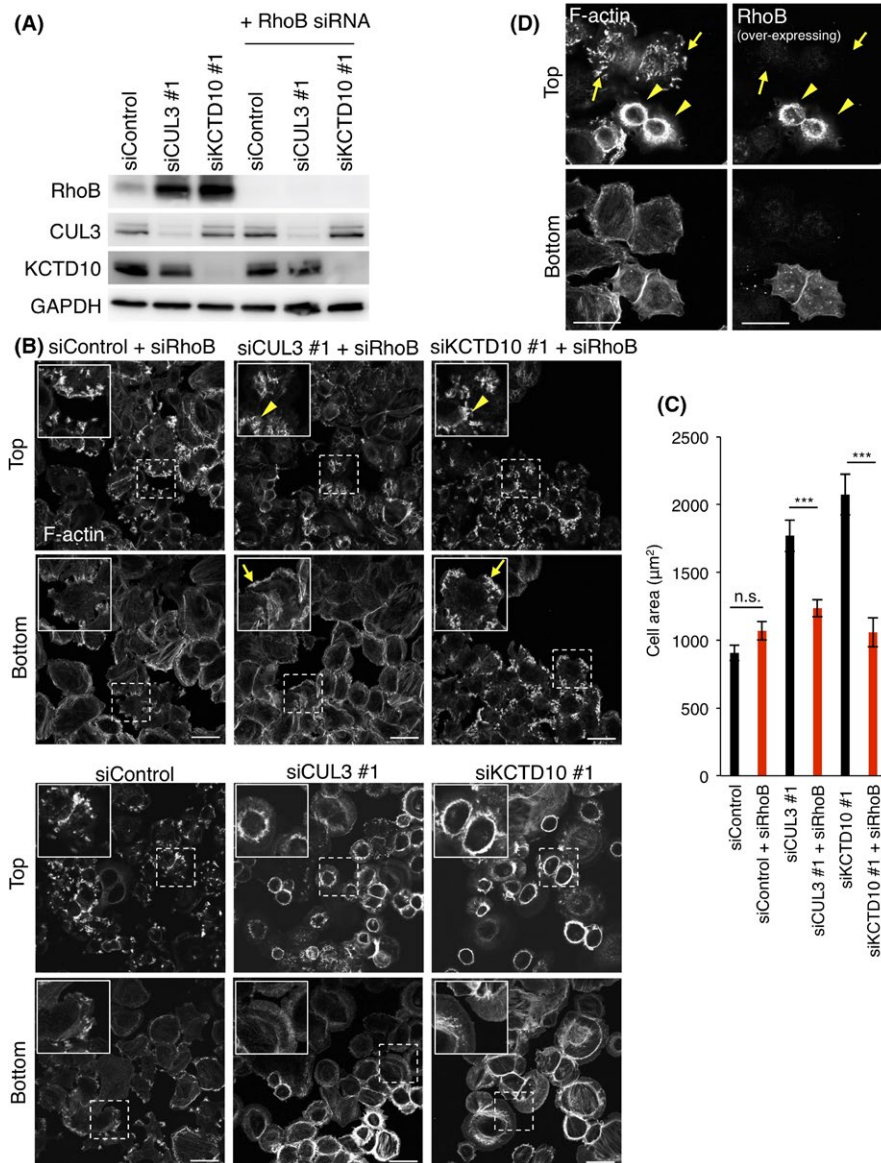 (A)
+ RhoB siRNA
siControl
siCUL3 #1
siKCTD10 #1
siControl
siCUL3 #1
siKCTD10 #1
RhoB
CUL3
KCTD10
GAPDH
(D)
F-actin
RhoB
(over-expressing)
Top
Bottom
(B)
siControl + siRhoB
siCUL3 #1 + siRhoB
siKCTD10 #1 + siRhoB
Top
F-actin
Bottom
siControl
siCUL3 #1
siKCTD10 #1
Top
Bottom
(C)
Cell area (µm²)
2500
2000
1500
1000
500
0
n.s.
***
***
siControl
siControl + siRhoB
siCUL3 #1
siCUL3 #1 + siRhoB
siKCTD10 #1
siKCTD10 #1 + siRhoB